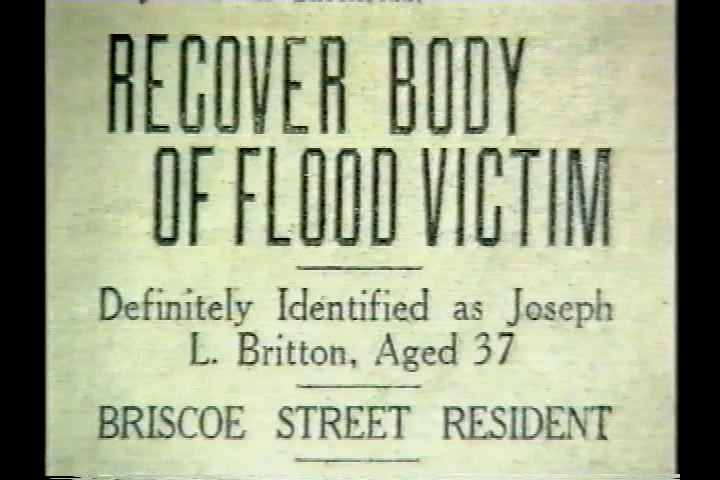 RECOVER BODY
OF FLOOD VICTIM
Definitely Identified as Joseph
L. Britton, Aged 37
BRISCOE STREET RESIDENT